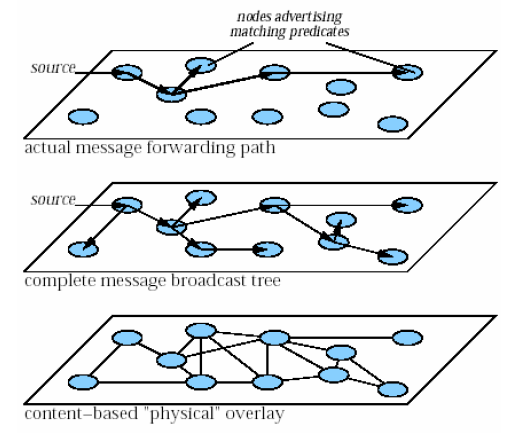 nodes advertising
matching predicates
source
actual message forwarding path
source
complete message broadcast tree
content-based "physical" overlay